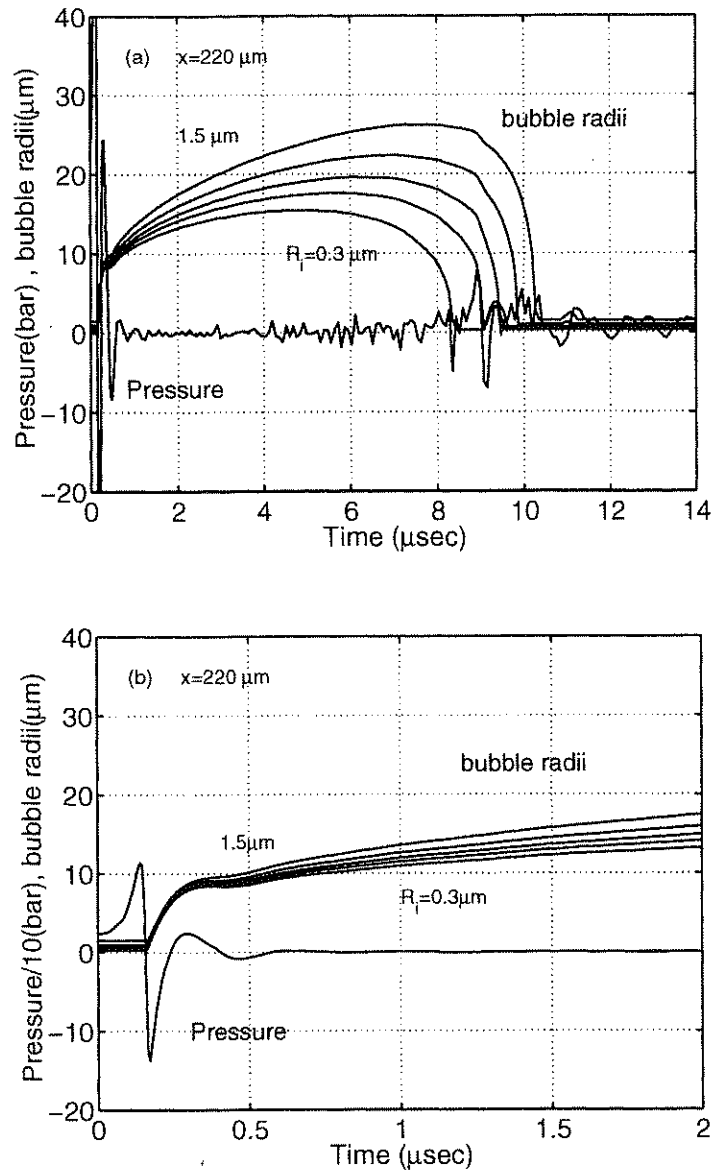 40
30
20
10
0
−10
−20
Pressure(bar) , bubble radii(μm)
(a) x=220 μm
bubble radii
1.5 μm
Ri=0.3 μm
Pressure
0 2 4 6 8 10 12 14
Time (μsec)
40
30
20
10
0
−10
−20
Pressure/10(bar), bubble radii(μm)
(b) x=220 μm
bubble radii
1.5μm
Ri=0.3μm
Pressure
0 0.5 1 1.5 2
Time (μsec)